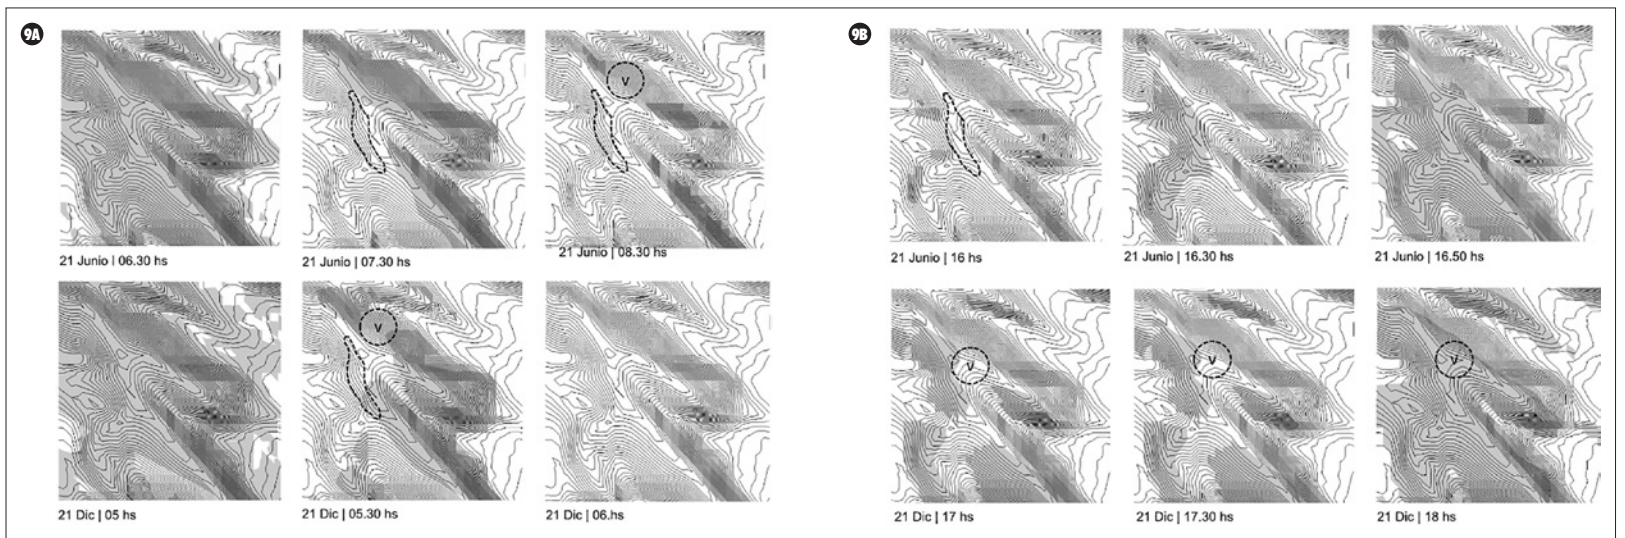 9A
V
21 Junio | 06.30 hs
21 Junio | 07.30 hs
21 Junio | 08.30 hs
V
21 Dic | 05 hs
21 Dic | 05.30 hs
21 Dic | 06.hs
9B
21 Junio | 16 hs
21 Junio | 16.30 hs
21 Junio | 16.50 hs
V
V
V
21 Dic | 17 hs
21 Dic | 17.30 hs
21 Dic | 18 hs